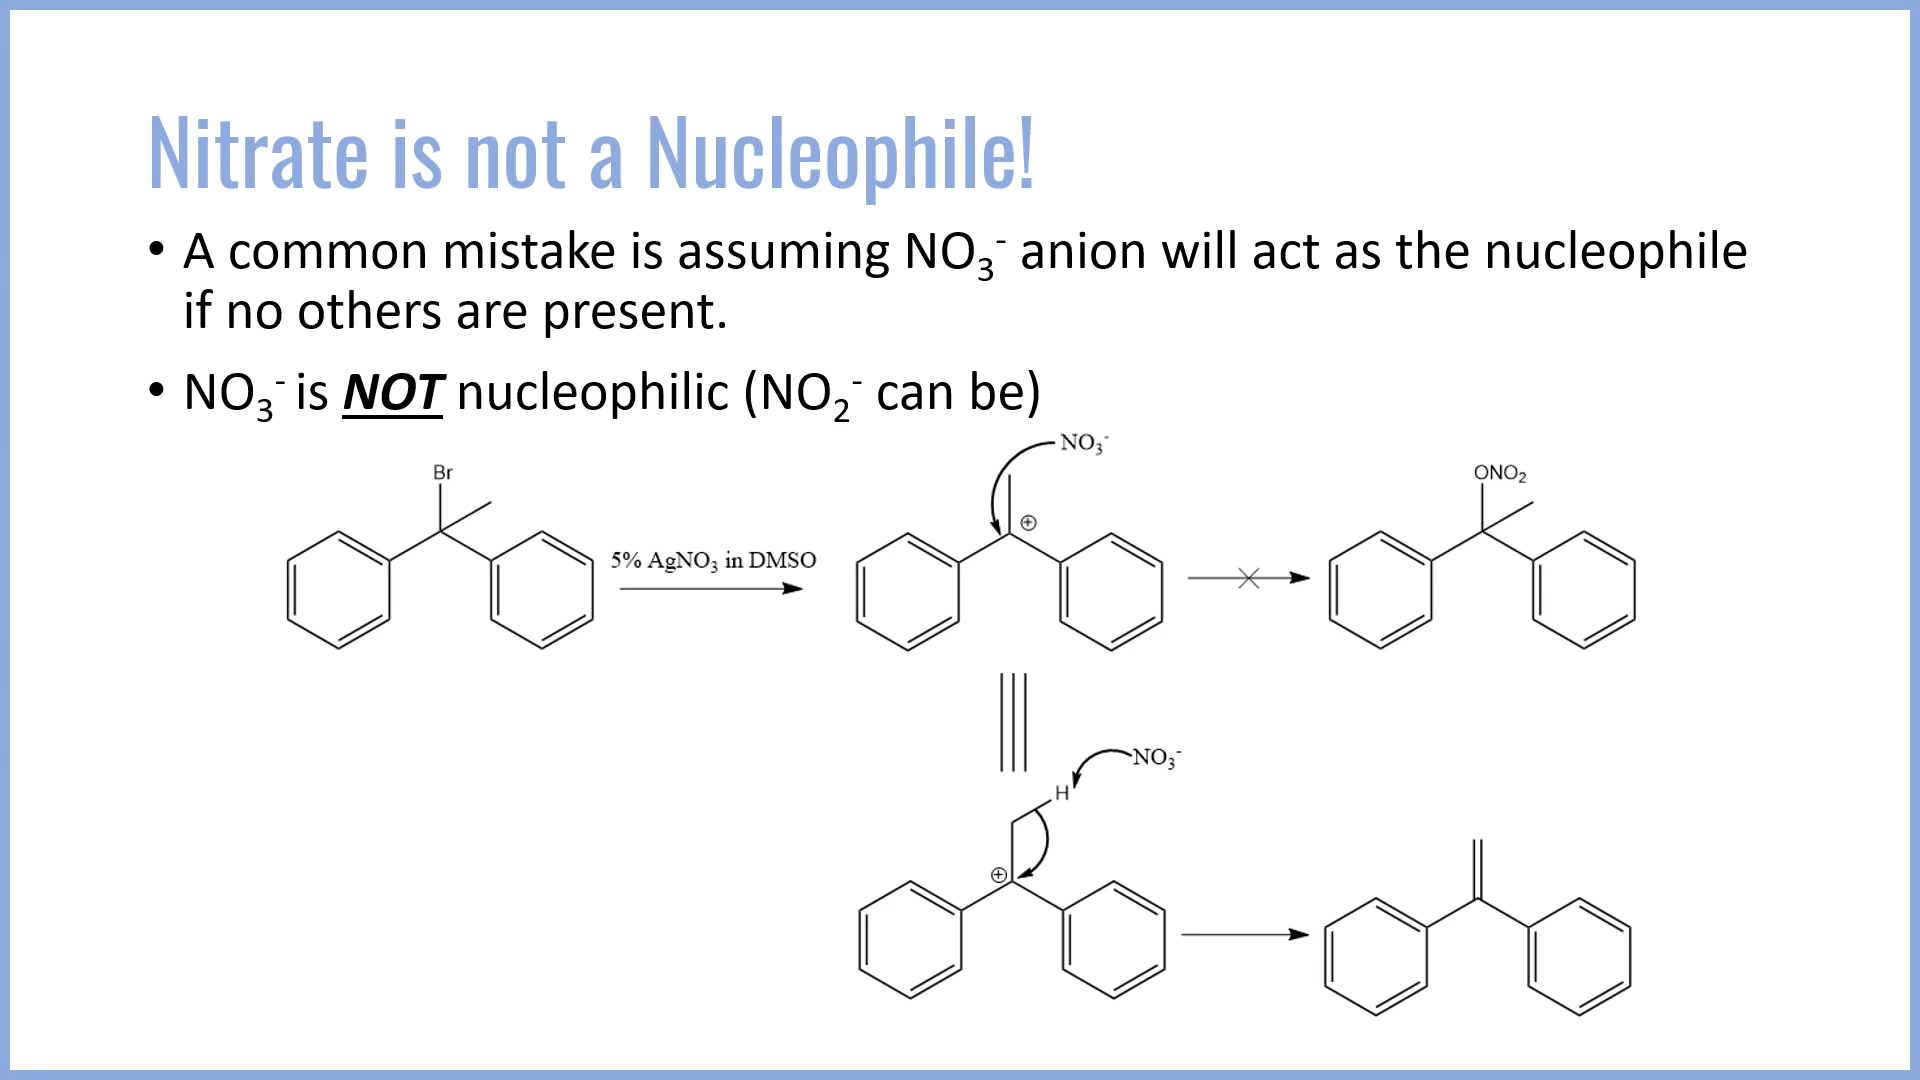 Nitrate is not a Nucleophile!
• A common mistake is assuming NO₃⁻ anion will act as the nucleophile
if no others are present.
• NO₃⁻ is NOT nucleophilic (NO₂⁻ can be)
NO₃⁻
Br
ONO₂
⊕
5% AgNO₃ in DMSO
NO₃⁻
H
⊕